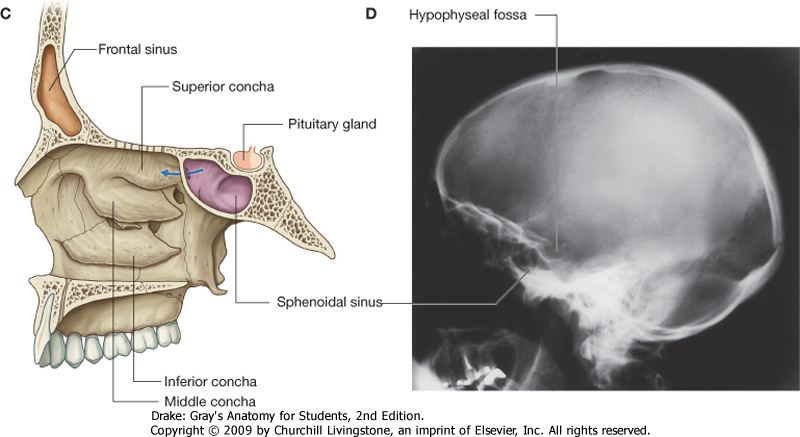 C
D
Hypophyseal fossa
Frontal sinus
Superior concha
Pituitary gland
Sphenoidal sinus
Inferior concha
Middle concha
Drake: Gray's Anatomy for Students, 2nd Edition.
Copyright © 2009 by Churchill Livingstone, an imprint of Elsevier, Inc. All rights reserved.